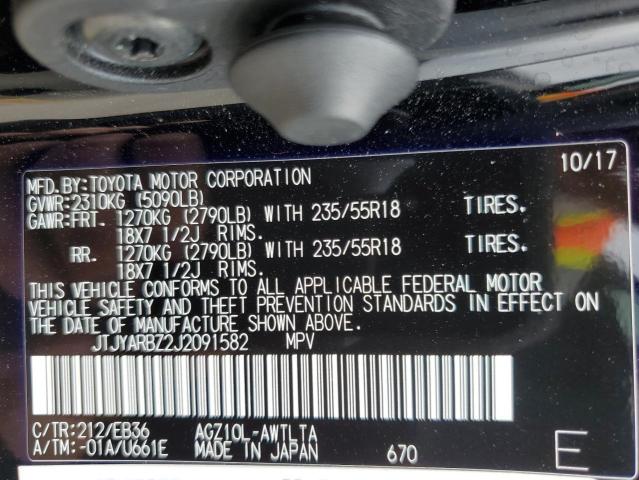 10/17
MFD.BY:TOYOTA MOTOR CORPORATION
GVWR:2310KG (5090LB)
GAWR:FRT. 1270KG (2790LB) WITH 235/55R18 TIRES.
18X7 1/2J RIMS.
RR. 1270KG (2790LB) WITH 235/55R18 TIRES.
18X7 1/2J RIMS.
THIS VEHICLE CONFORMS TO ALL APPLICABLE FEDERAL MOTOR
VEHICLE SAFETY AND THEFT PREVENTION STANDARDS IN EFFECT ON
THE DATE OF MANUFACTURE SHOWN ABOVE.
JTJYARBZ2J2091582 MPV
C/TR:212/EB36 AGZ10L-AWTLTA
A/TM:-01A/U661E MADE IN JAPAN 670 E